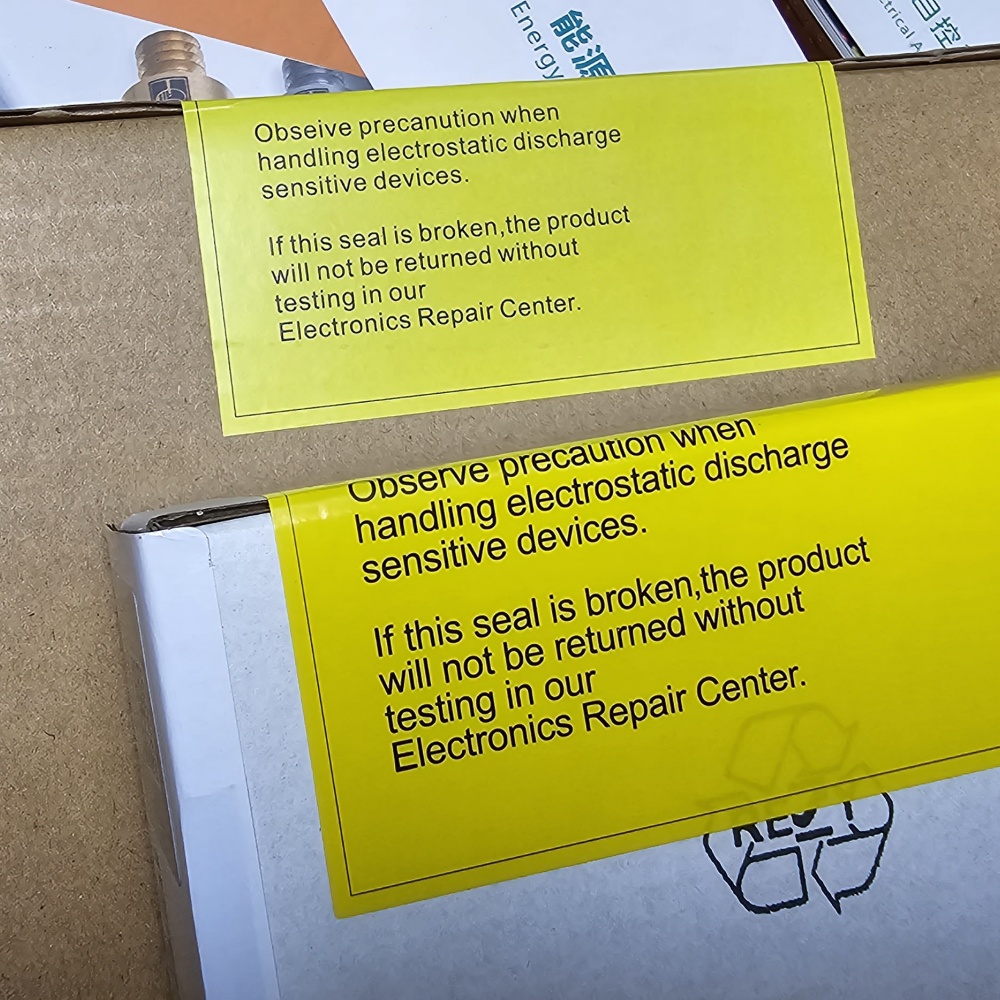 能源
Energy
自控
Obseive precanution when
handling electrostatic discharge
sensitive devices.
If this seal is broken,the product
will not be returned without
testing in our
Electronics Repair Center.
Observe precaution when
handling electrostatic discharge
sensitive devices.
If this seal is broken,the product
will not be returned without
testing in our
Electronics Repair Center.